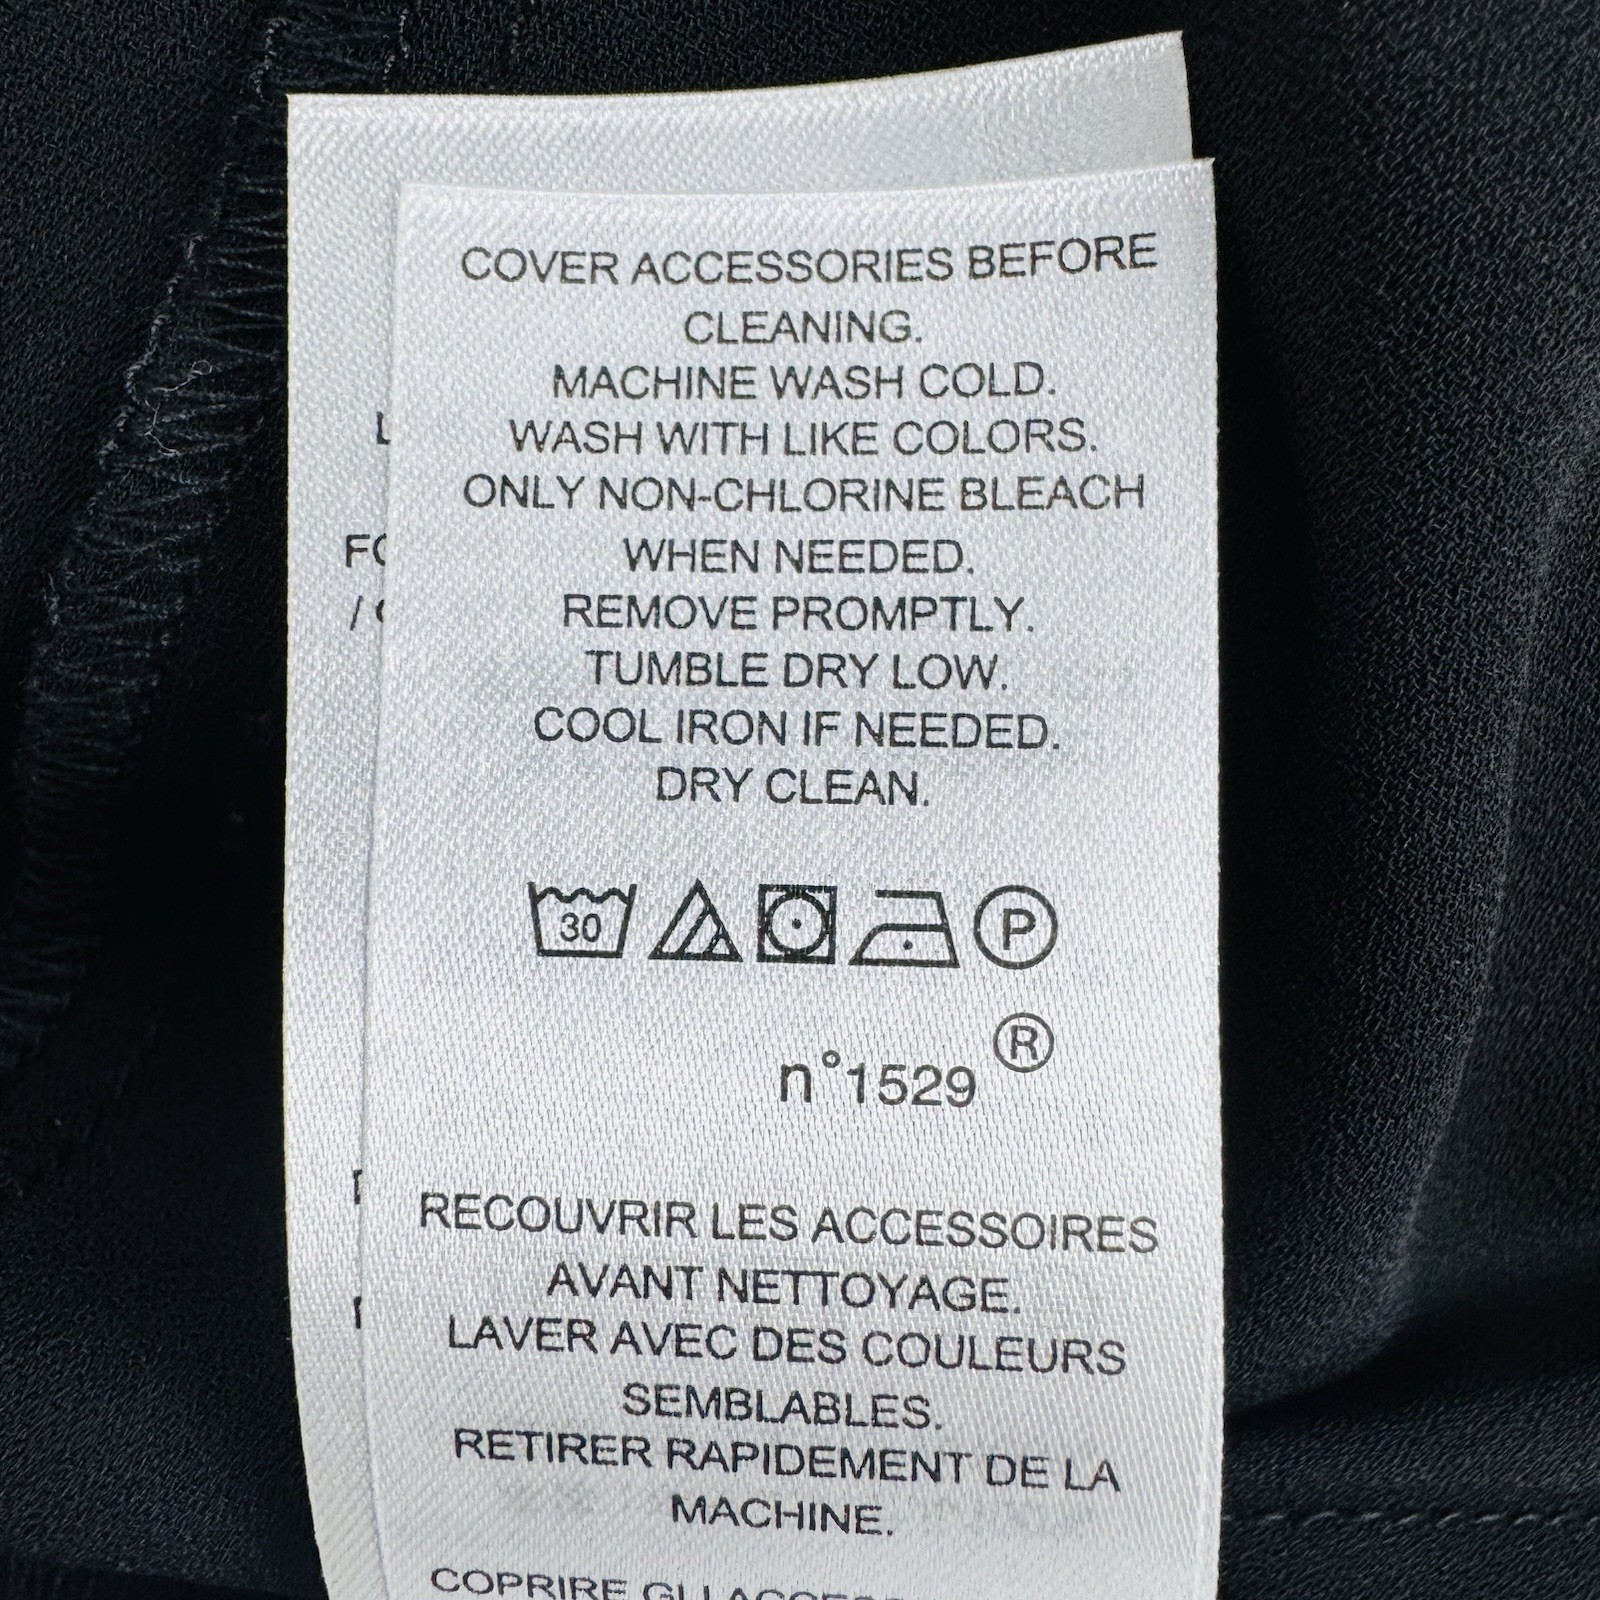 COVER ACCESSORIES BEFORE
CLEANING.
MACHINE WASH COLD.
WASH WITH LIKE COLORS.
ONLY NON-CHLORINE BLEACH
WHEN NEEDED.
REMOVE PROMPTLY.
TUMBLE DRY LOW.
COOL IRON IF NEEDED.
DRY CLEAN.
30 P
®
n°1529
RECOUVRIR LES ACCESSOIRES
AVANT NETTOYAGE.
LAVER AVEC DES COULEURS
SEMBLABLES.
RETIRER RAPIDEMENT DE LA
MACHINE.
COPRIRE